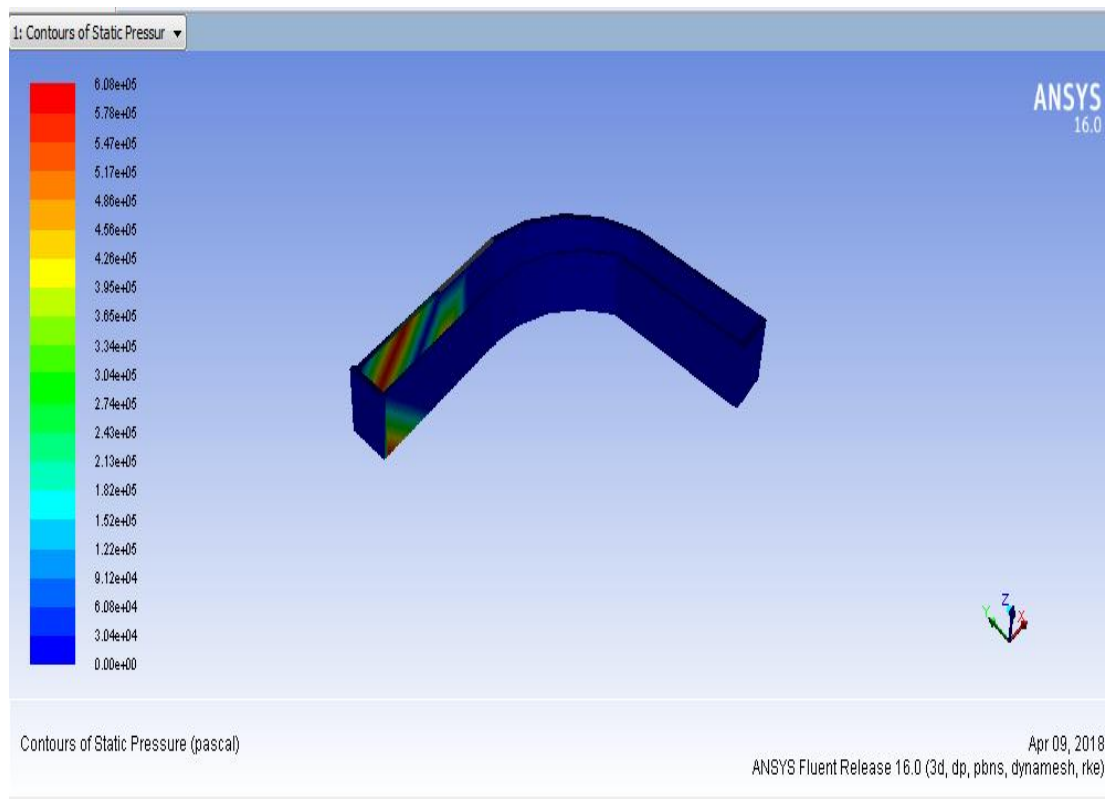 1: Contours of Static Pressur
ANSYS
16.0
6.08e+05
5.78e+05
5.47e+05
5.17e+05
4.86e+05
4.56e+05
4.26e+05
3.95e+05
3.65e+05
3.34e+05
3.04e+05
2.74e+05
2.43e+05
2.13e+05
1.82e+05
1.52e+05
1.22e+05
9.12e+04
6.08e+04
3.04e+04
0.00e+00
Y Z X
Contours of Static Pressure (pascal)
Apr 09, 2018
ANSYS Fluent Release 16.0 (3d, dp, pbns, dynamesh, rke)